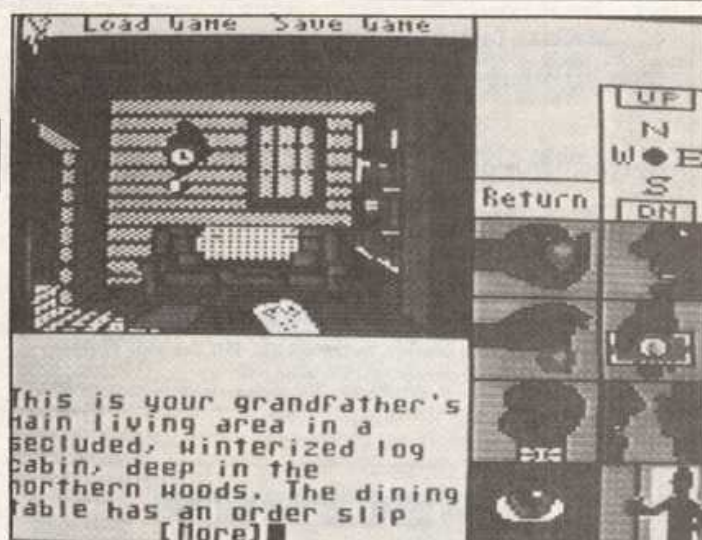 Load Game Save Game
UP
N
W E
S
DN
Return
This is your grandfather's
main living area in a
secluded, winterized log
cabin, deep in the
northern woods. The dining
table has an order slip
[More]